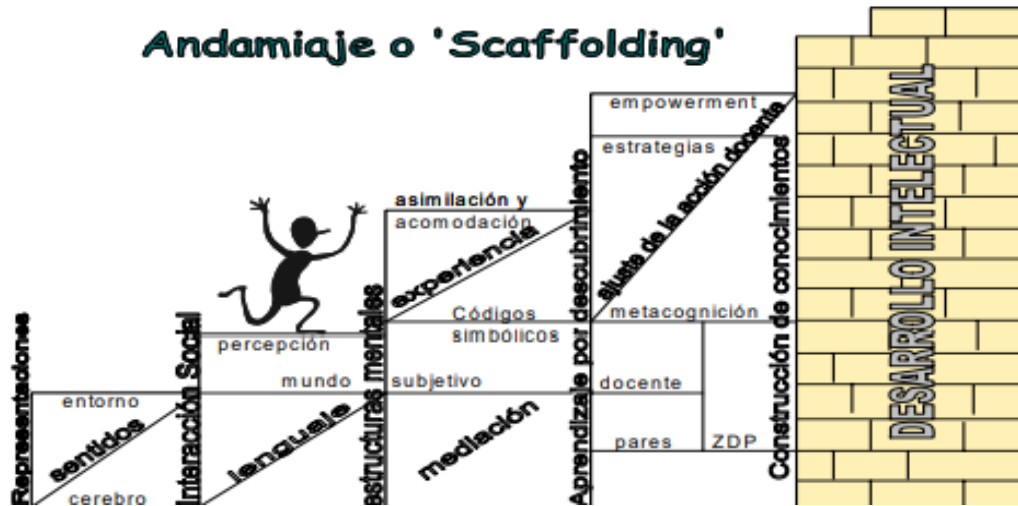 Andamiaje o 'Scaffolding'
Representaciones
entorno
sentidos
cerebro
Interacción Social
percepción
mundo
lenguaje
estructuras mentales
asimilación y
acomodación
experiencia
Códigos
simbólicos
subjetivo
mediación
Aprendizaje por descubrimiento
empowerment
estrategias
ajuste de la acción docente
metacognición
docente
pares
ZDP
Construcción de conocimientos
DESARROLLO INTELECTUAL